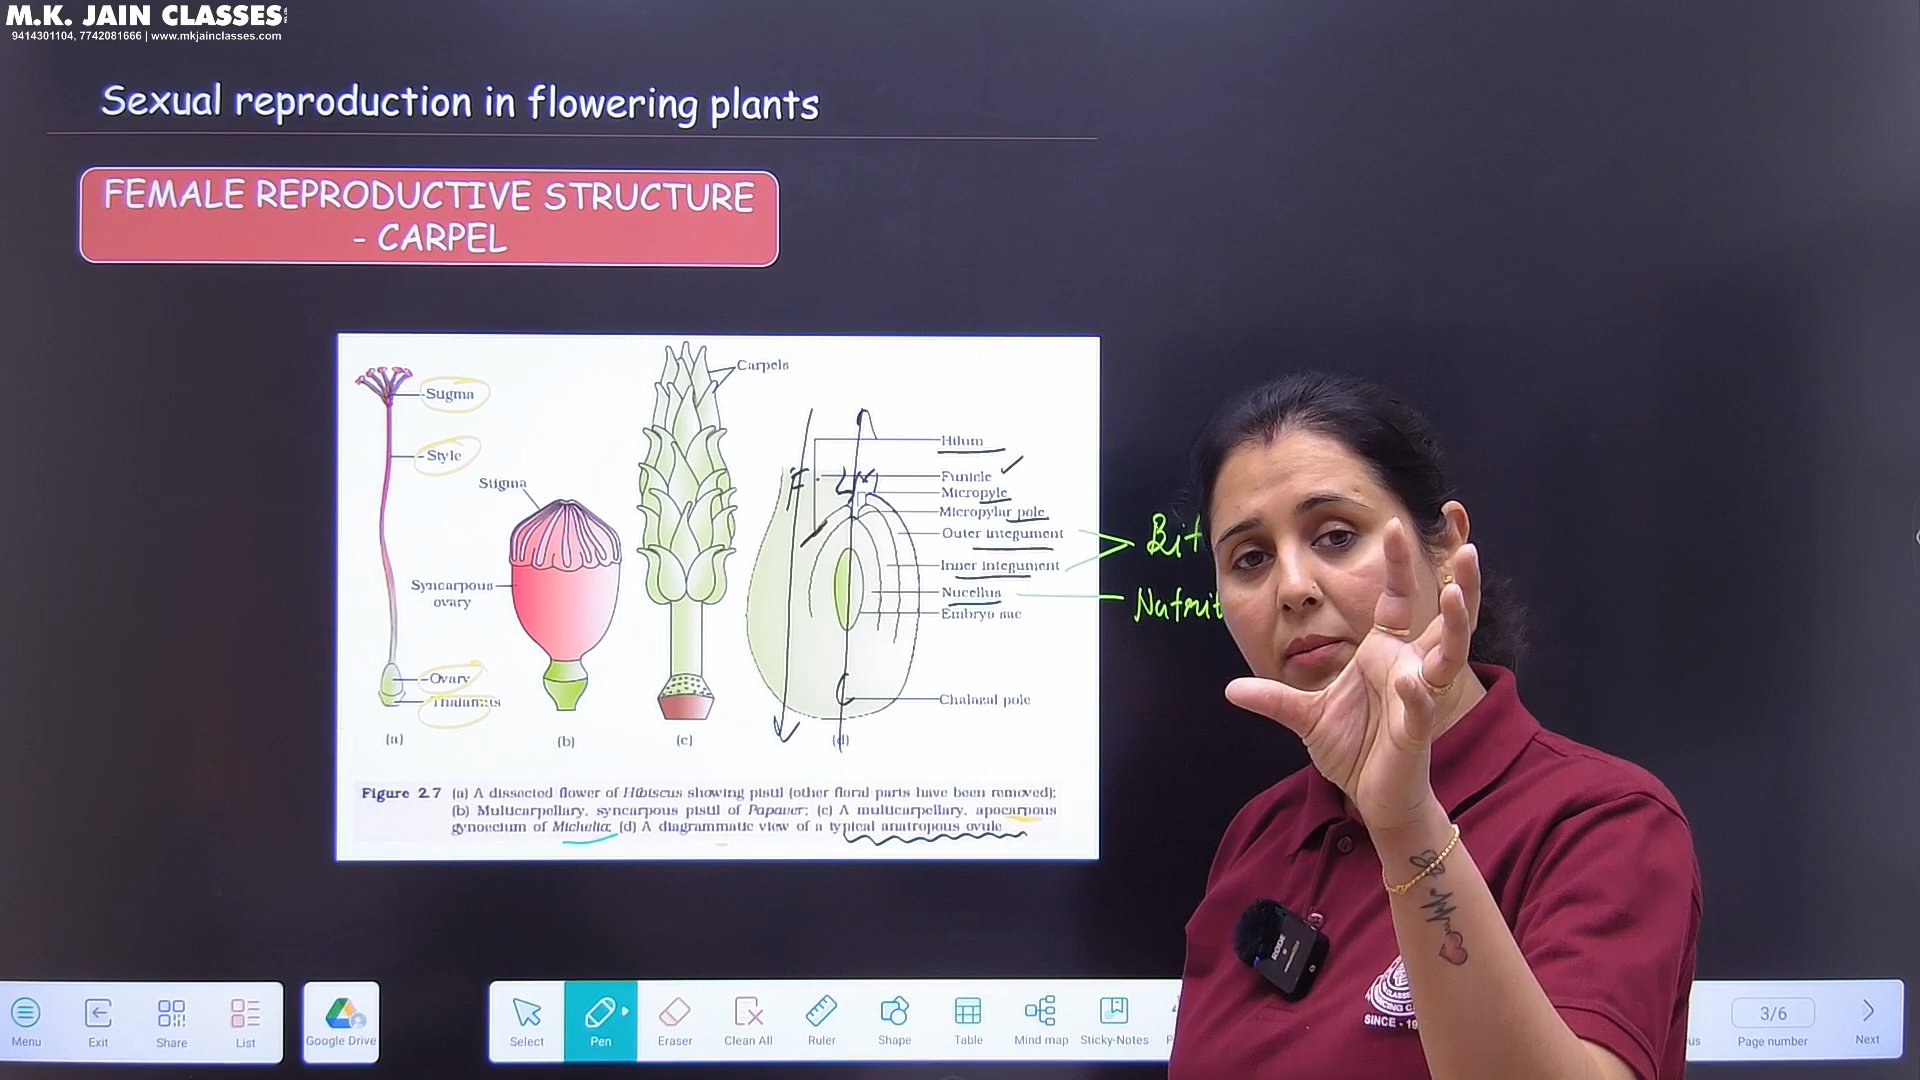 M.K. JAIN CLASSES
9414301104, 7742081666 | www.mkjainclasses.com
Sexual reproduction in flowering plants
FEMALE REPRODUCTIVE STRUCTURE
- CARPEL
Carpels
Stigma
Style
Stigma
Syncarpous
ovary
Ovary
Thalamus
Hilum
Funicle
Micropyle
Micropylar pole
Outer integument
Inner integument
Nucellus
Embryo sac
Chalazal pole
F
M
C
Bit
Nutrit
(a)
(b)
(c)
(d)
Figure 2.7 (a) A dissected flower of Hibiscus showing pistil (other floral parts have been removed);
(b) Multicarpellary, syncarpous pistil of Papaver; (c) A multicarpellary, apocarpous
gynoecium of Michelia; (d) A diagrammatic view of a typical anatropous ovule
RØDE
SINCE - 19
Menu
Exit
Share
List
Google Drive
Select
Pen
Eraser
Clean All
Ruler
Shape
Table
Mind map
Sticky-Notes
3/6
Page number
Next